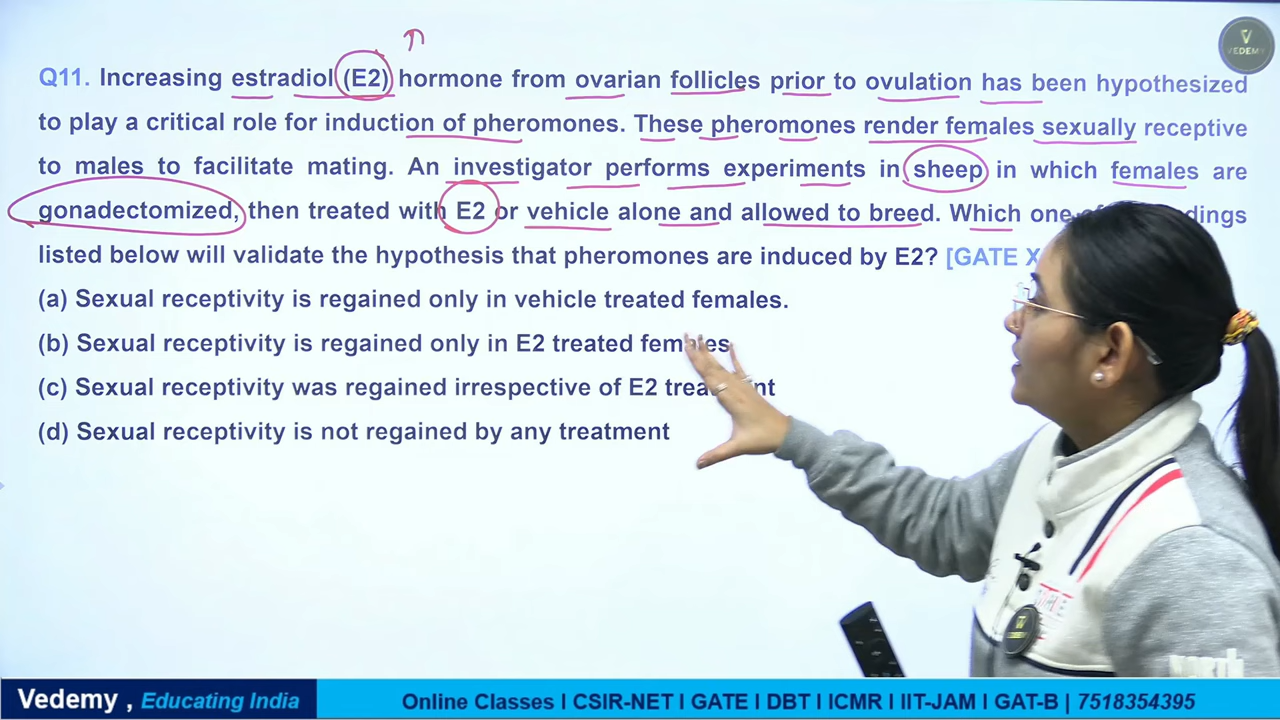 VEDEMY
Q11. Increasing estradiol (E2) hormone from ovarian follicles prior to ovulation has been hypothesized
to play a critical role for induction of pheromones. These pheromones render females sexually receptive
to males to facilitate mating. An investigator performs experiments in sheep in which females are
gonadectomized, then treated with E2 or vehicle alone and allowed to breed. Which one
listed below will validate the hypothesis that pheromones are induced by E2? [GATE
(a) Sexual receptivity is regained only in vehicle treated females.
(b) Sexual receptivity is regained only in E2 treated females
(c) Sexual receptivity was regained irrespective of E2 treatment
(d) Sexual receptivity is not regained by any treatment
Vedemy , Educating India
Online Classes I CSIR-NET I GATE I DBT I ICMR I IIT-JAM I GAT-B | 7518354395